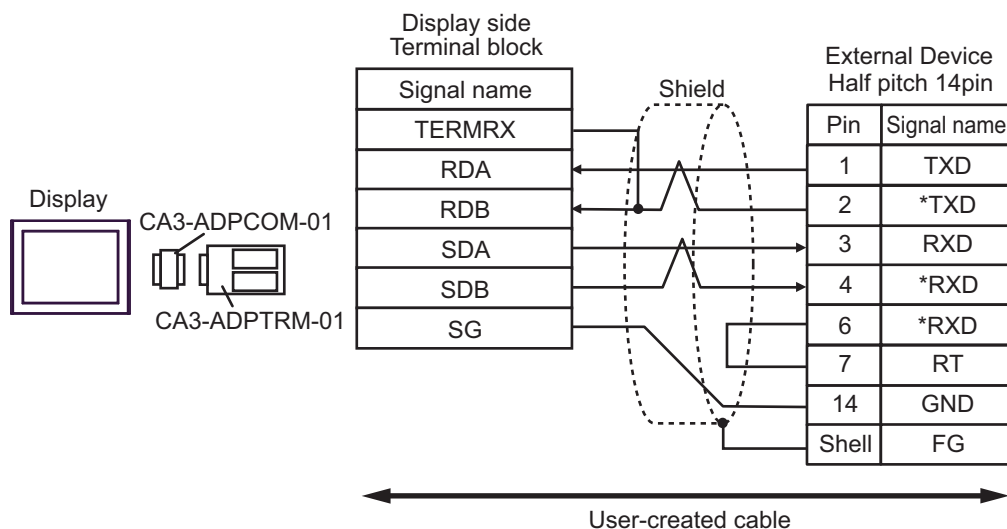 Display side
Terminal block
Signal name
TERMRX
RDA
RDB
SDA
SDB
SG
Shield
External Device
Half pitch 14pin
Pin Signal name
1 TXD
2 *TXD
3 RXD
4 *RXD
6 *RXD
7 RT
14 GND
Shell FG
Display
CA3-ADPCOM-01
CA3-ADPTRM-01
User-created cable